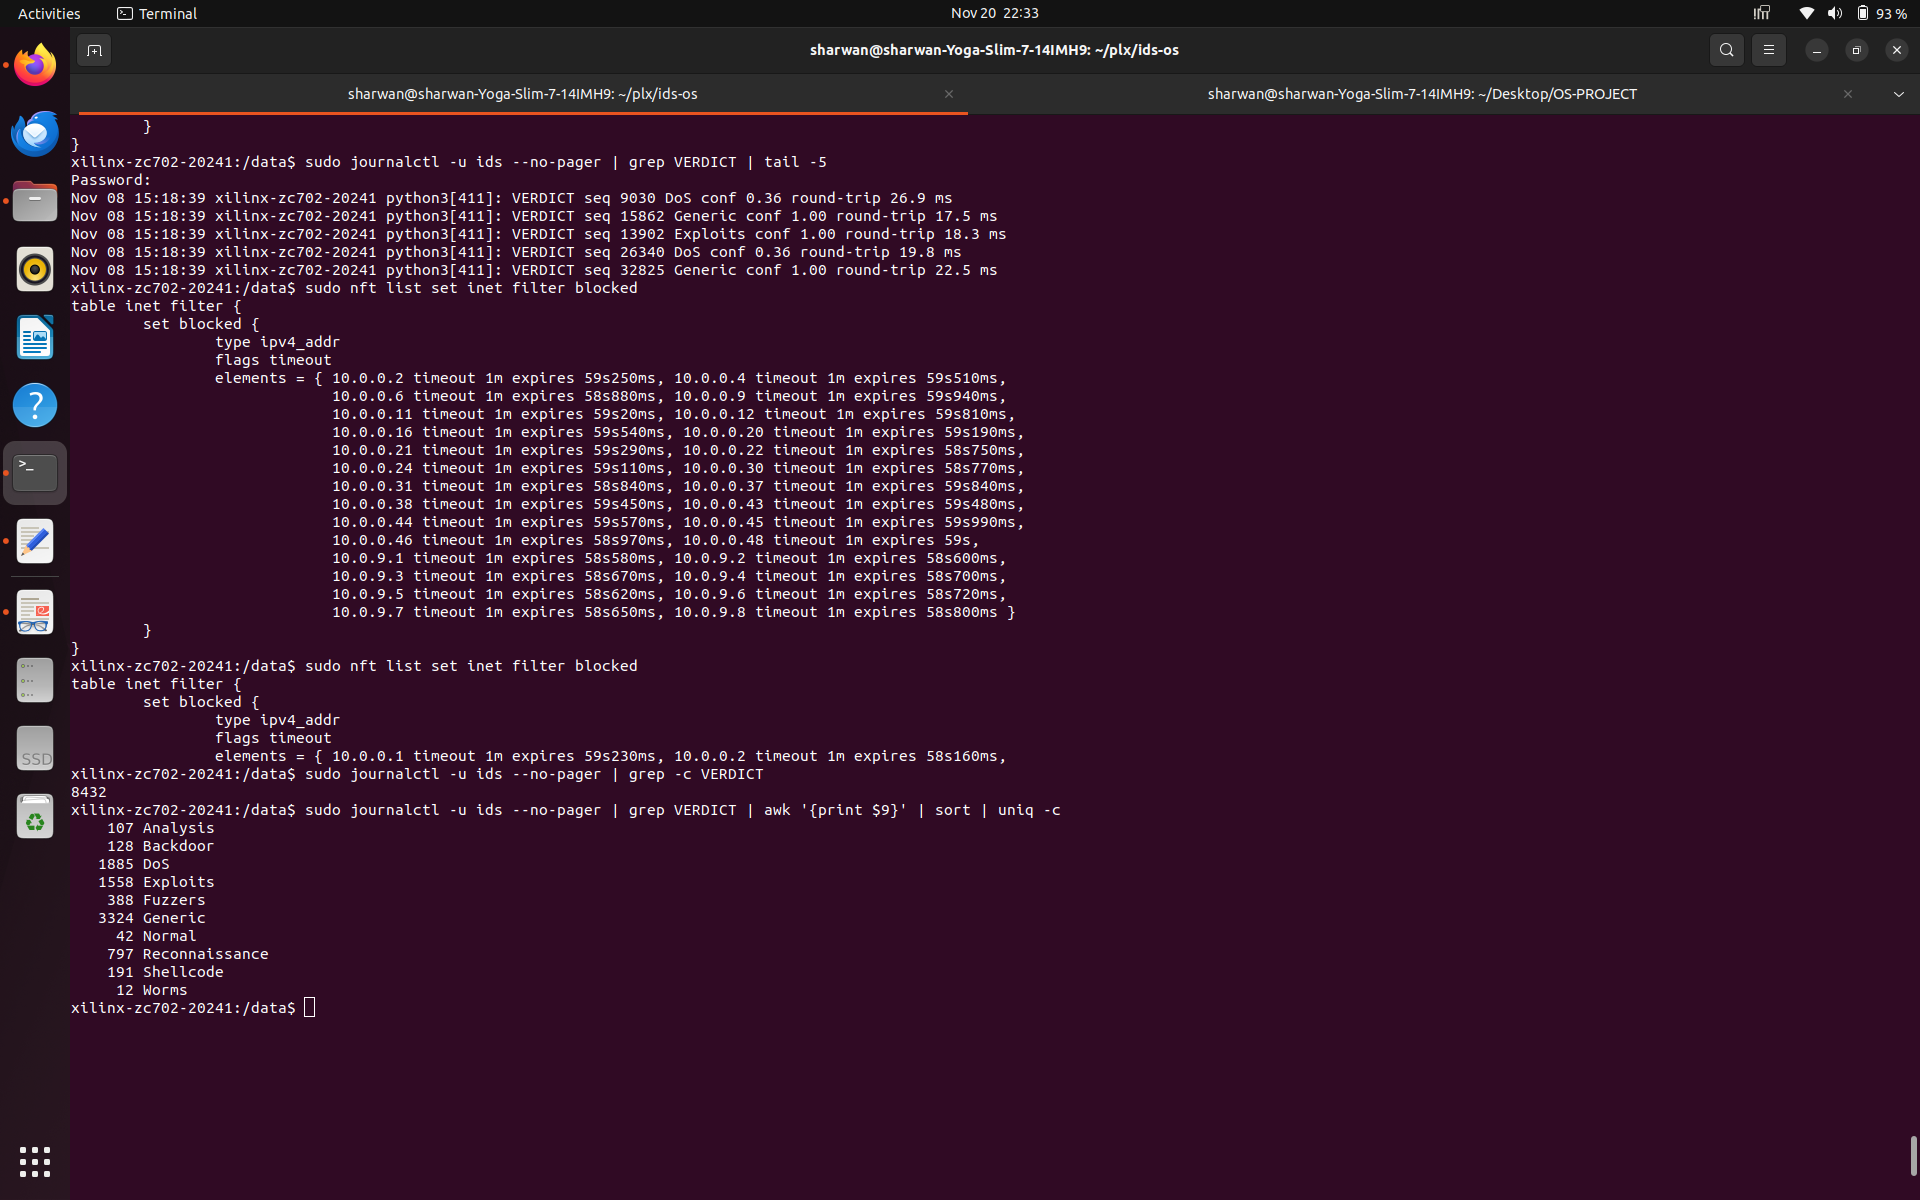 Activities
Terminal
Nov 20 22:33
93 %
sharwan@sharwan-Yoga-Slim-7-14IMH9: ~/plx/ids-os
sharwan@sharwan-Yoga-Slim-7-14IMH9: ~/plx/ids-os
sharwan@sharwan-Yoga-Slim-7-14IMH9: ~/Desktop/OS-PROJECT
        }
}
xilinx-zc702-20241:/data$ sudo journalctl -u ids --no-pager | grep VERDICT | tail -5
Password:
Nov 08 15:18:39 xilinx-zc702-20241 python3[411]: VERDICT seq 9030 DoS conf 0.36 round-trip 26.9 ms
Nov 08 15:18:39 xilinx-zc702-20241 python3[411]: VERDICT seq 15862 Generic conf 1.00 round-trip 17.5 ms
Nov 08 15:18:39 xilinx-zc702-20241 python3[411]: VERDICT seq 13902 Exploits conf 1.00 round-trip 18.3 ms
Nov 08 15:18:39 xilinx-zc702-20241 python3[411]: VERDICT seq 26340 DoS conf 0.36 round-trip 19.8 ms
Nov 08 15:18:39 xilinx-zc702-20241 python3[411]: VERDICT seq 32825 Generic conf 1.00 round-trip 22.5 ms
xilinx-zc702-20241:/data$ sudo nft list set inet filter blocked
table inet filter {
        set blocked {
                type ipv4_addr
                flags timeout
                elements = { 10.0.0.2 timeout 1m expires 59s250ms, 10.0.0.4 timeout 1m expires 59s510ms,
                             10.0.0.6 timeout 1m expires 58s880ms, 10.0.0.9 timeout 1m expires 59s940ms,
                             10.0.0.11 timeout 1m expires 59s20ms, 10.0.0.12 timeout 1m expires 59s810ms,
                             10.0.0.16 timeout 1m expires 59s540ms, 10.0.0.20 timeout 1m expires 59s190ms,
                             10.0.0.21 timeout 1m expires 59s290ms, 10.0.0.22 timeout 1m expires 58s750ms,
                             10.0.0.24 timeout 1m expires 59s110ms, 10.0.0.30 timeout 1m expires 58s770ms,
                             10.0.0.31 timeout 1m expires 58s840ms, 10.0.0.37 timeout 1m expires 59s840ms,
                             10.0.0.38 timeout 1m expires 59s450ms, 10.0.0.43 timeout 1m expires 59s480ms,
                             10.0.0.44 timeout 1m expires 59s570ms, 10.0.0.45 timeout 1m expires 59s990ms,
                             10.0.0.46 timeout 1m expires 58s970ms, 10.0.0.48 timeout 1m expires 59s,
                             10.0.9.1 timeout 1m expires 58s580ms, 10.0.9.2 timeout 1m expires 58s600ms,
                             10.0.9.3 timeout 1m expires 58s670ms, 10.0.9.4 timeout 1m expires 58s700ms,
                             10.0.9.5 timeout 1m expires 58s620ms, 10.0.9.6 timeout 1m expires 58s720ms,
                             10.0.9.7 timeout 1m expires 58s650ms, 10.0.9.8 timeout 1m expires 58s800ms }
        }
}
xilinx-zc702-20241:/data$ sudo nft list set inet filter blocked
table inet filter {
        set blocked {
                type ipv4_addr
                flags timeout
                elements = { 10.0.0.1 timeout 1m expires 59s230ms, 10.0.0.2 timeout 1m expires 58s160ms,
xilinx-zc702-20241:/data$ sudo journalctl -u ids --no-pager | grep -c VERDICT
8432
xilinx-zc702-20241:/data$ sudo journalctl -u ids --no-pager | grep VERDICT | awk '{print $9}' | sort | uniq -c
    107 Analysis
    128 Backdoor
   1885 DoS
   1558 Exploits
    388 Fuzzers
   3324 Generic
     42 Normal
    797 Reconnaissance
    191 Shellcode
     12 Worms
xilinx-zc702-20241:/data$
SSD